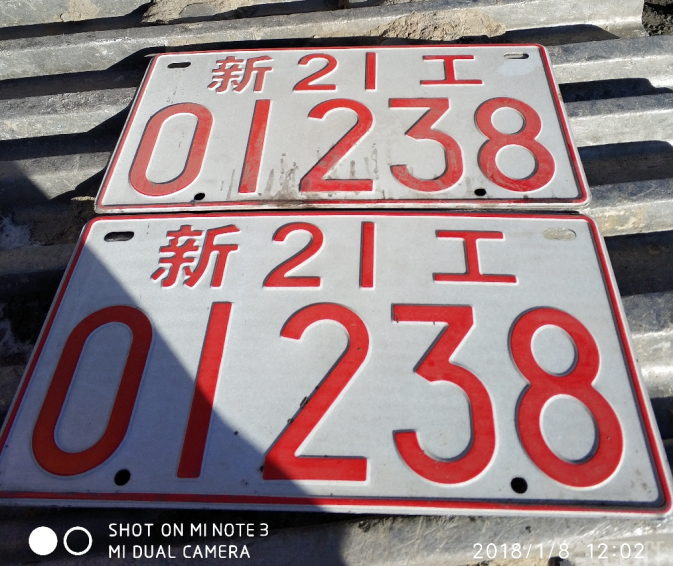 新 21 工
01238
新 21 工
01238
SHOT ON MI NOTE 3
MI DUAL CAMERA
2018/1/8 12:02